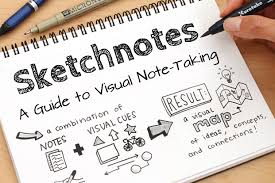 Sketchnotes
A Guide to Visual Note-Taking
a combination of
NOTES + VISUAL CUES
RESULT:
a visual
MAP
of ideas, concepts,
and connections!